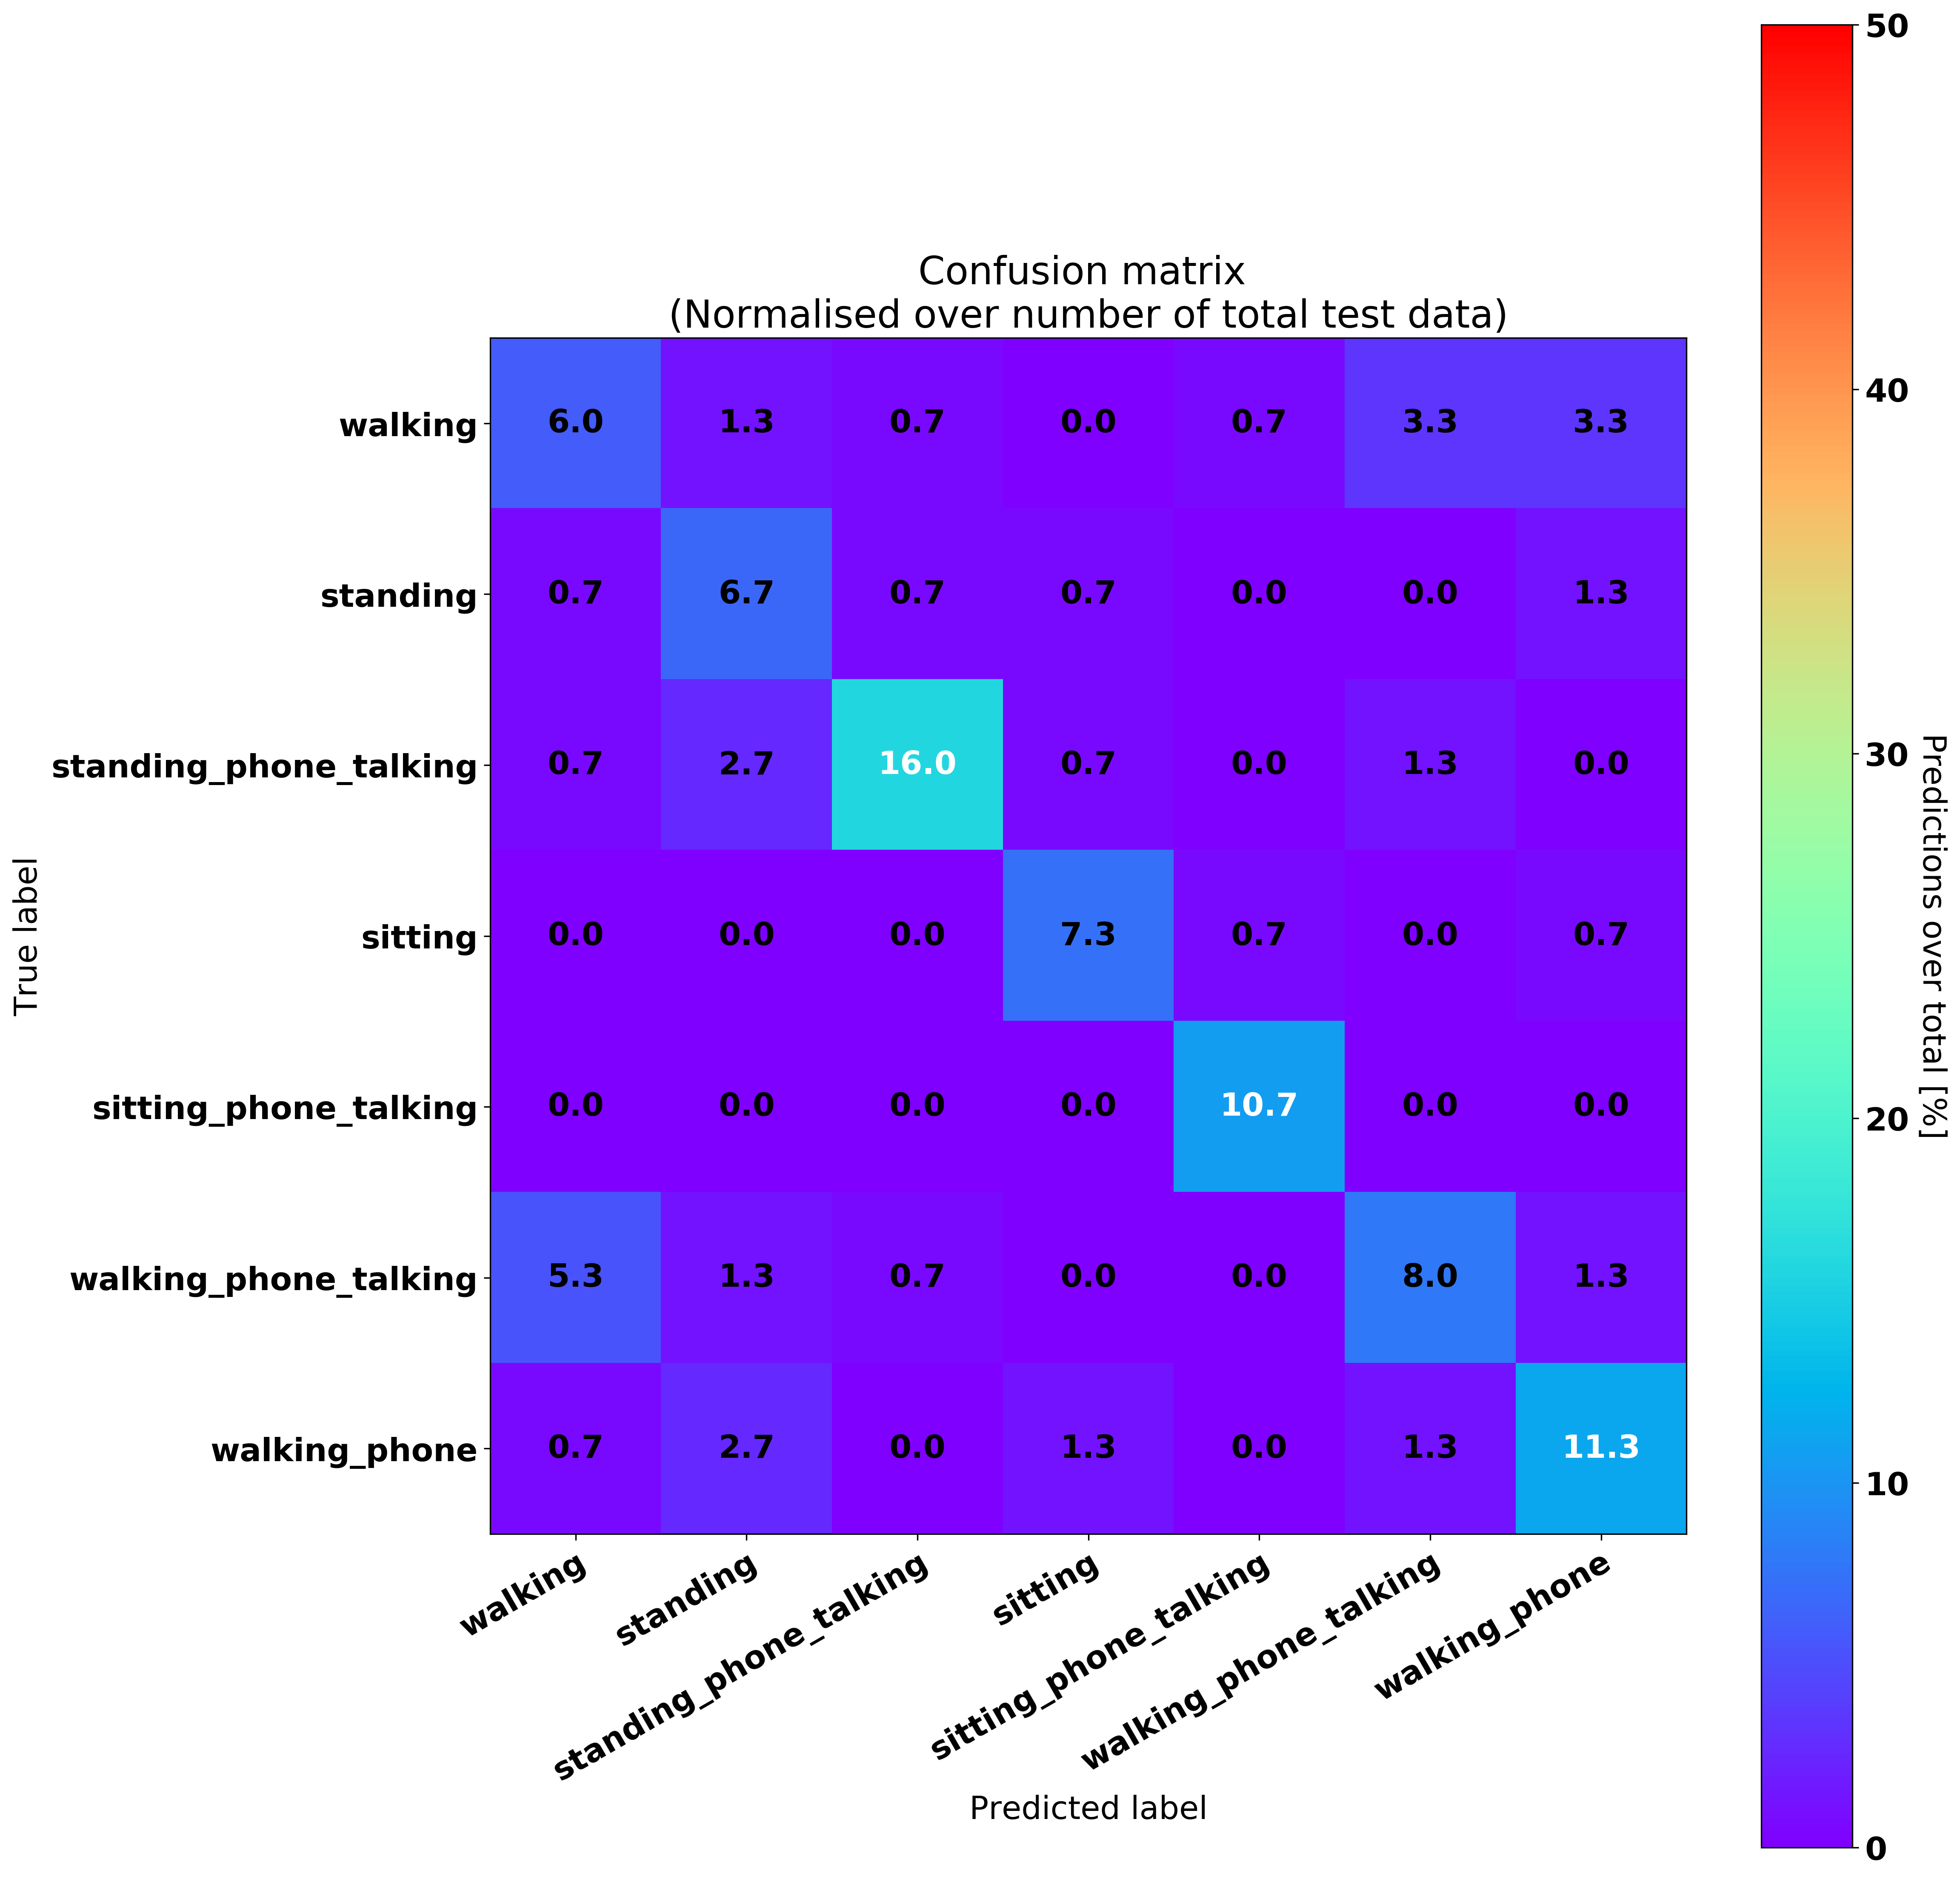 Confusion matrix
(Normalised over number of total test data)
walking 6.0 1.3 0.7 0.0 0.7 3.3 3.3
standing 0.7 6.7 0.7 0.7 0.0 0.0 1.3
standing_phone_talking 0.7 2.7 16.0 0.7 0.0 1.3 0.0
sitting 0.0 0.0 0.0 7.3 0.7 0.0 0.7
sitting_phone_talking 0.0 0.0 0.0 0.0 10.7 0.0 0.0
walking_phone_talking 5.3 1.3 0.7 0.0 0.0 8.0 1.3
walking_phone 0.7 2.7 0.0 1.3 0.0 1.3 11.3
True label
walking
standing
standing_phone_talking
sitting
sitting_phone_talking
walking_phone_talking
walking_phone
Predicted label
50
40
30
20
10
0
Predictions over total [%]